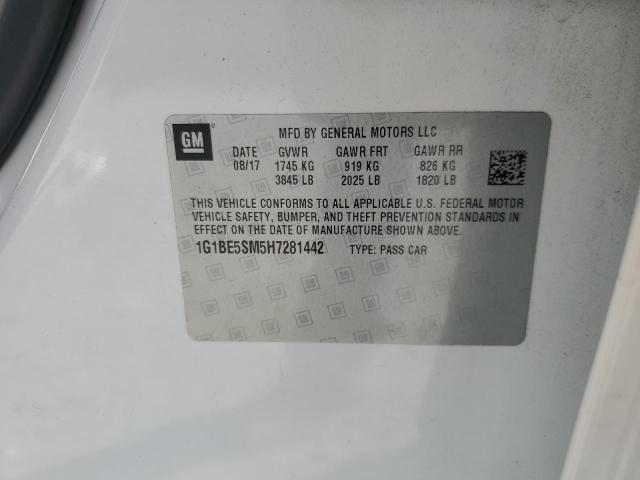 GM®
MFD BY GENERAL MOTORS LLC
DATE GVWR GAWR FRT GAWR RR
08/17 1745 KG 919 KG 826 KG
3845 LB 2025 LB 1820 LB
THIS VEHICLE CONFORMS TO ALL APPLICABLE U.S. FEDERAL MOTOR
VEHICLE SAFETY, BUMPER, AND THEFT PREVENTION STANDARDS IN
EFFECT ON THE DATE OF MANUFACTURE SHOWN ABOVE.
1G1BE5SM5H7281442 TYPE: PASS CAR